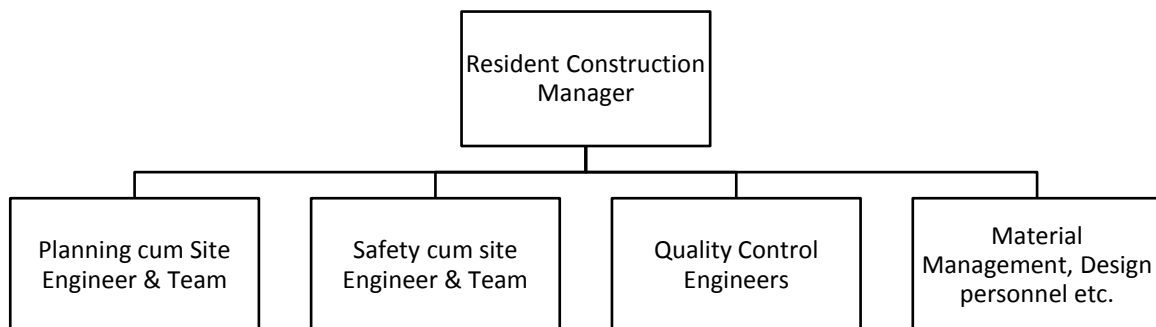 Resident Construction
Manager
Planning cum Site
Engineer & Team
Safety cum site
Engineer & Team
Quality Control
Engineers
Material
Management, Design
personnel etc.